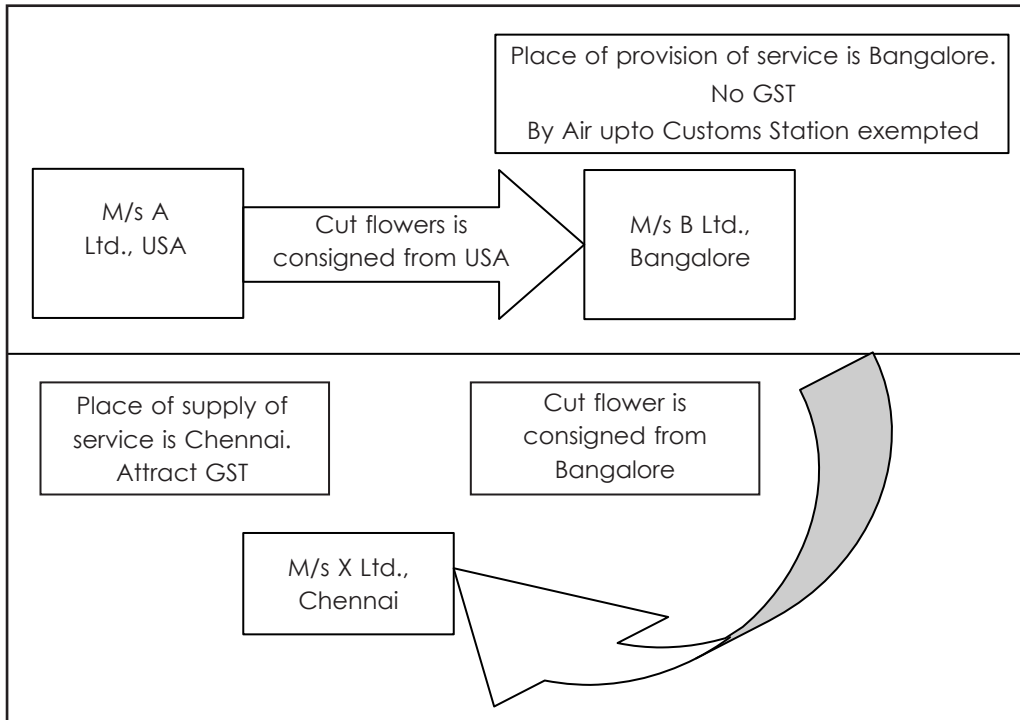 Place of provision of service is Bangalore.
No GST
By Air upto Customs Station exempted
M/s A
Ltd., USA
Cut flowers is
consigned from USA
M/s B Ltd.,
Bangalore
Place of supply of
service is Chennai.
Attract GST
Cut flower is
consigned from
Bangalore
M/s X Ltd.,
Chennai